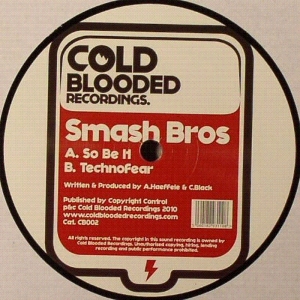 COLD
BLOODED
RECORDINGS.
Smash Bros
A. So Be It
B. Technofear
Written & Produced by A.Haeffele & C.Black
Published by Copyright Control
p&c Cold Blooded Recordings 2010
www.coldbloodedrecordings.com
Cat. CB002
All rights reserved. The copyright in this sound recording is owned by
Cold Blooded Recordings. Unauthorised copying, hiring, lending
recording and public performance prohibited.